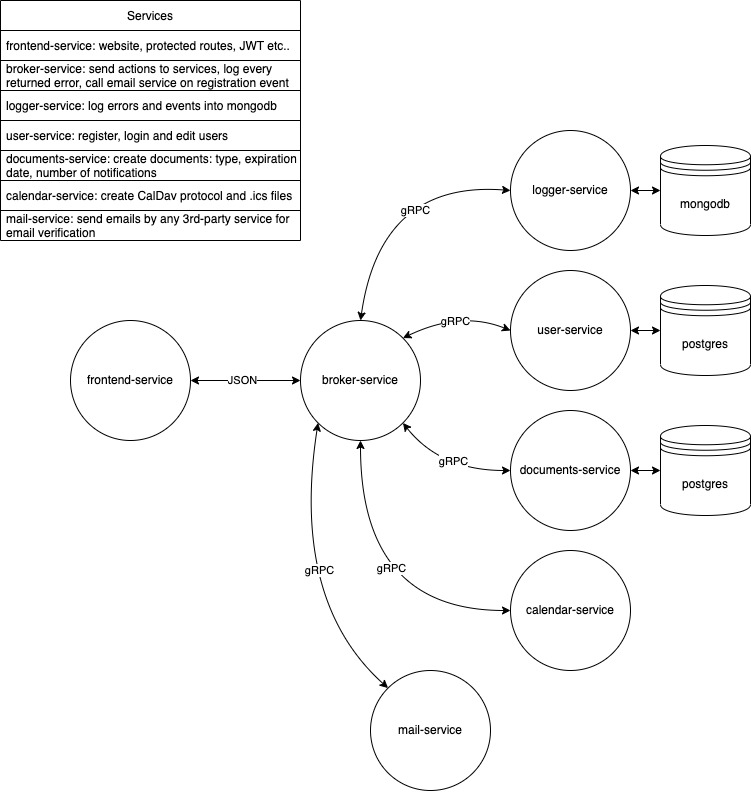 Services
frontend-service: website, protected routes, JWT etc..
broker-service: send actions to services, log every
returned error, call email service on registration event
logger-service: log errors and events into mongodb
user-service: register, login and edit users
documents-service: create documents: type, expiration
date, number of notifications
calendar-service: create CalDav protocol and .ics files
mail-service: send emails by any 3rd-party service for
email verification
logger-service
mongodb
gRPC
gRPC
user-service
postgres
frontend-service
JSON
broker-service
gRPC
documents-service
postgres
gRPC
gRPC
calendar-service
mail-service